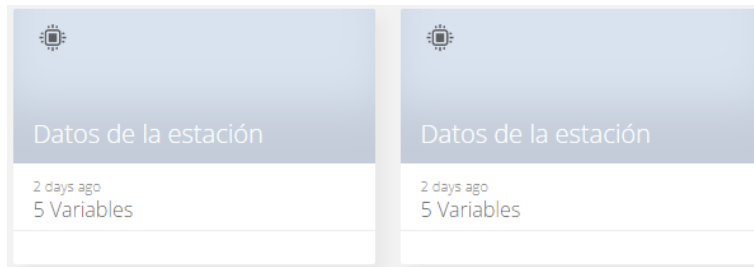 Datos de la estación
2 days ago
5 Variables
Datos de la estación
2 days ago
5 Variables